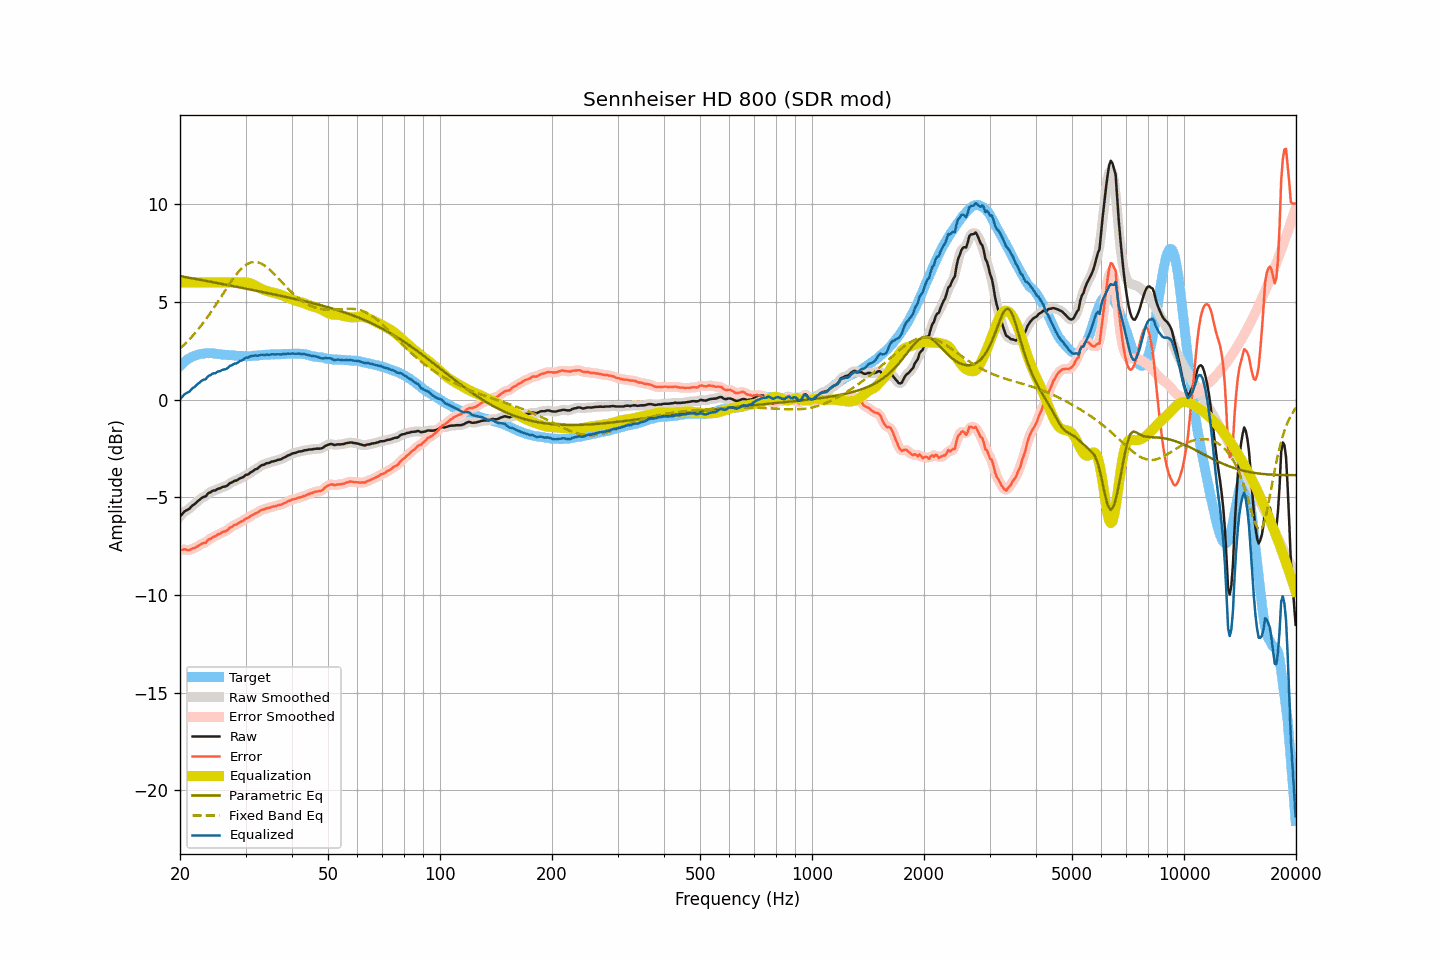 Sennheiser HD 800 (SDR mod)
Amplitude (dBr)
10
5
0
−5
−10
−15
−20
Target
Raw Smoothed
Error Smoothed
Raw
Error
Equalization
Parametric Eq
Fixed Band Eq
Equalized
20 50 100 200 500 1000 2000 5000 10000 20000
Frequency (Hz)